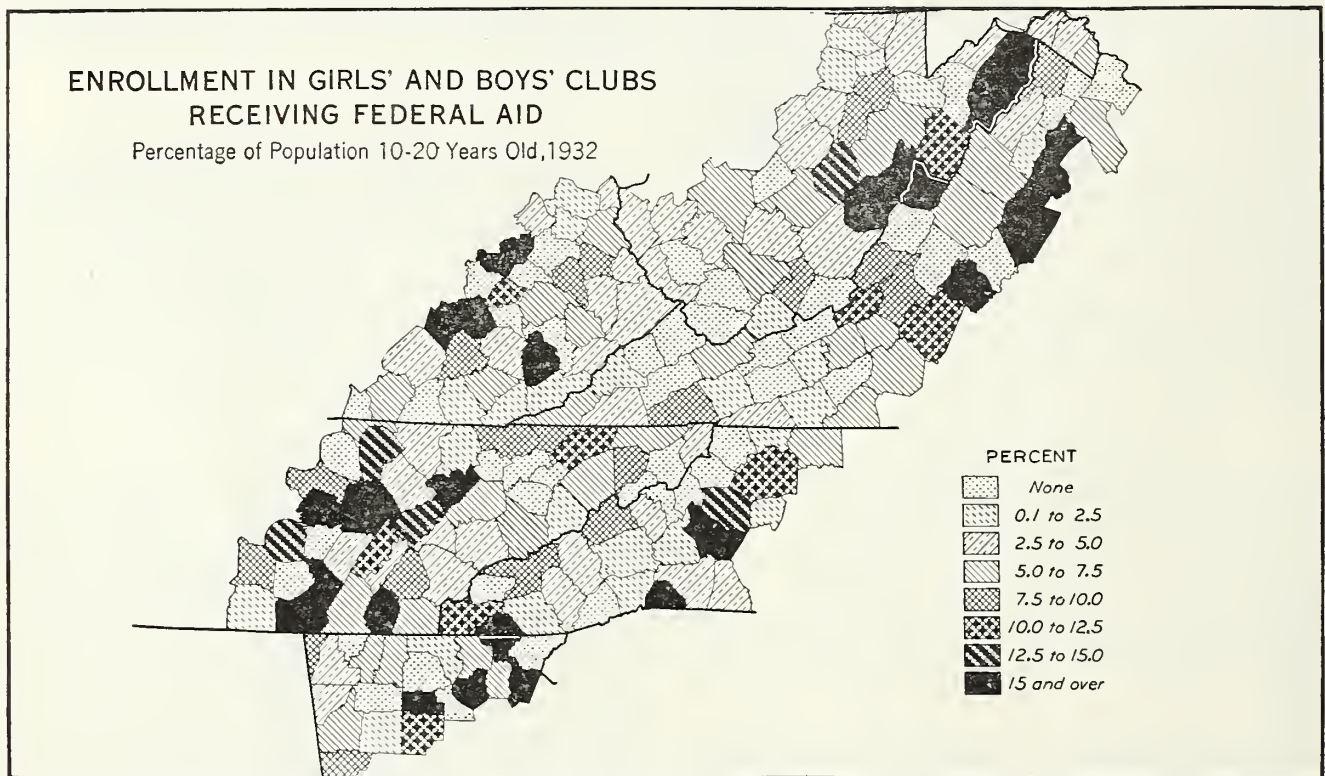 ENROLLMENT IN GIRLS' AND BOYS' CLUBS
RECEIVING FEDERAL AID
Percentage of Population 10-20 Years Old, 1932
PERCENT
None
0.1 to 2.5
2.5 to 5.0
5.0 to 7.5
7.5 to 10.0
10.0 to 12.5
12.5 to 15.0
15 and over